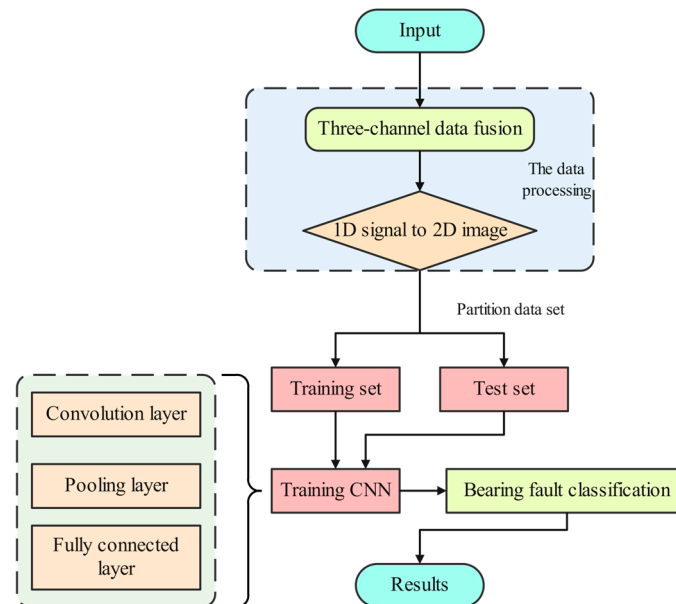 Input
Three-channel data fusion
The data
processing
1D signal to 2D image
Partition data set
Training set
Test set
Convolution layer
Pooling layer
Fully connected
layer
Training CNN
Bearing fault classification
Results